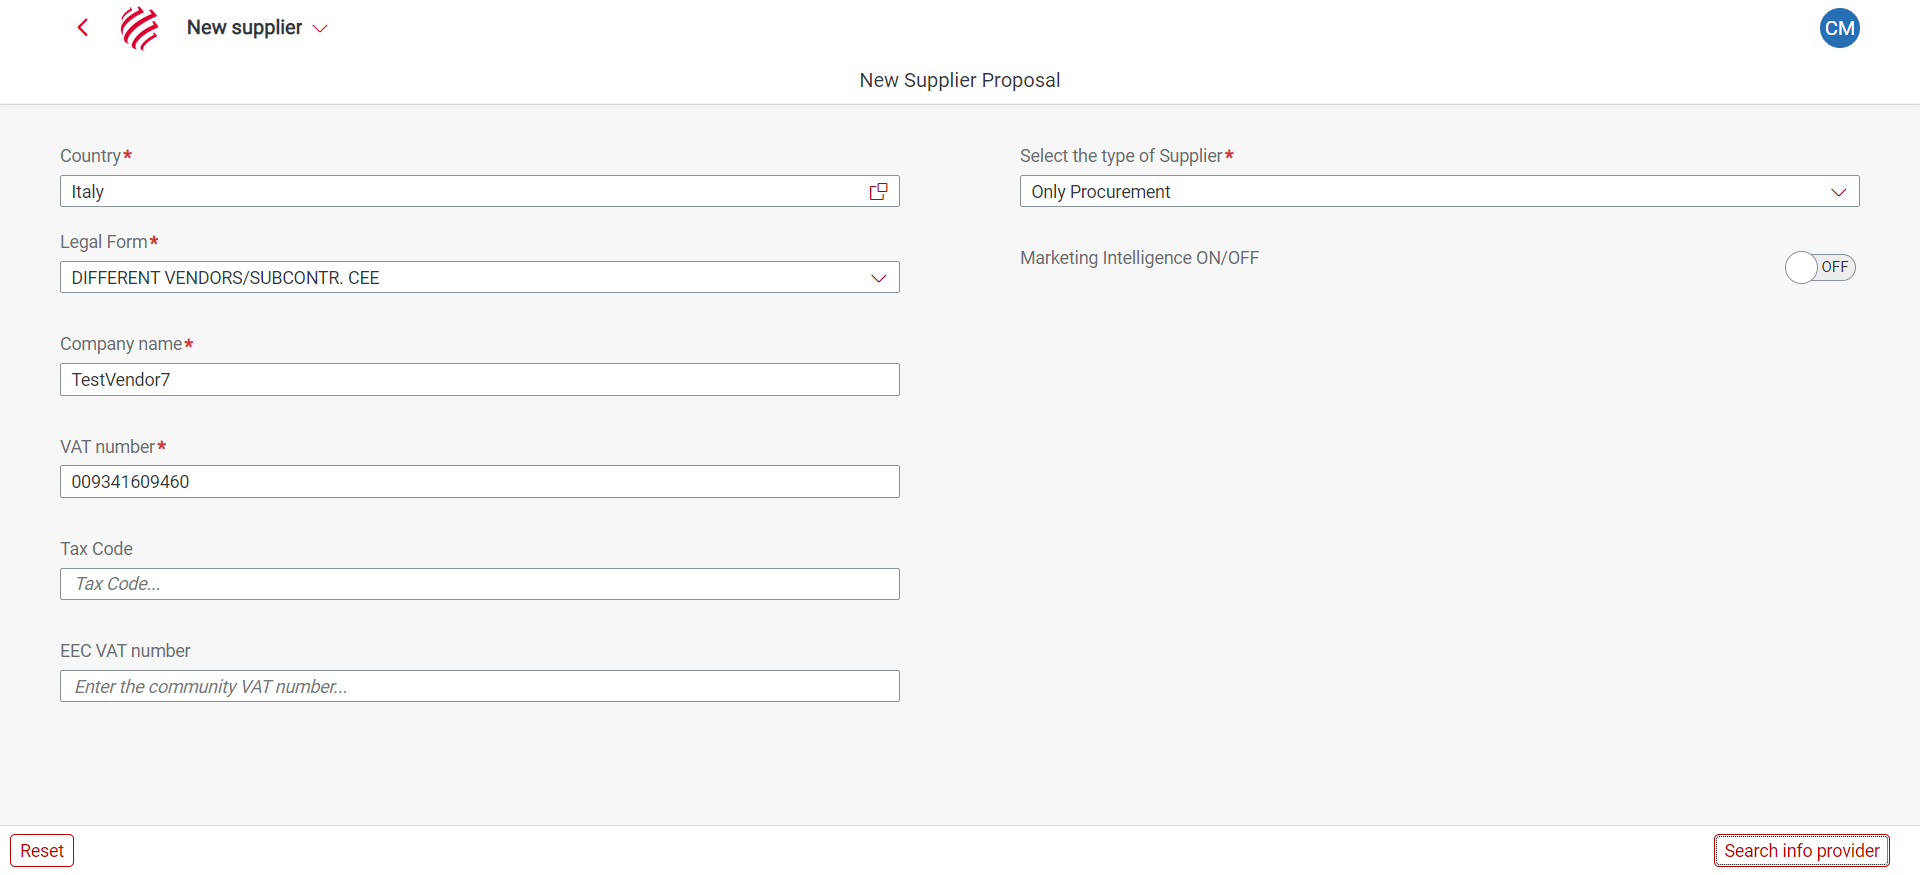 New supplier
CM
New Supplier Proposal
Country*
Italy
Legal Form*
DIFFERENT VENDORS/SUBCONTR. CEE
Company name*
TestVendor7
VAT number*
009341609460
Tax Code
Tax Code...
EEC VAT number
Enter the community VAT number...
Select the type of Supplier*
Only Procurement
Marketing Intelligence ON/OFF
OFF
Reset
Search info provider